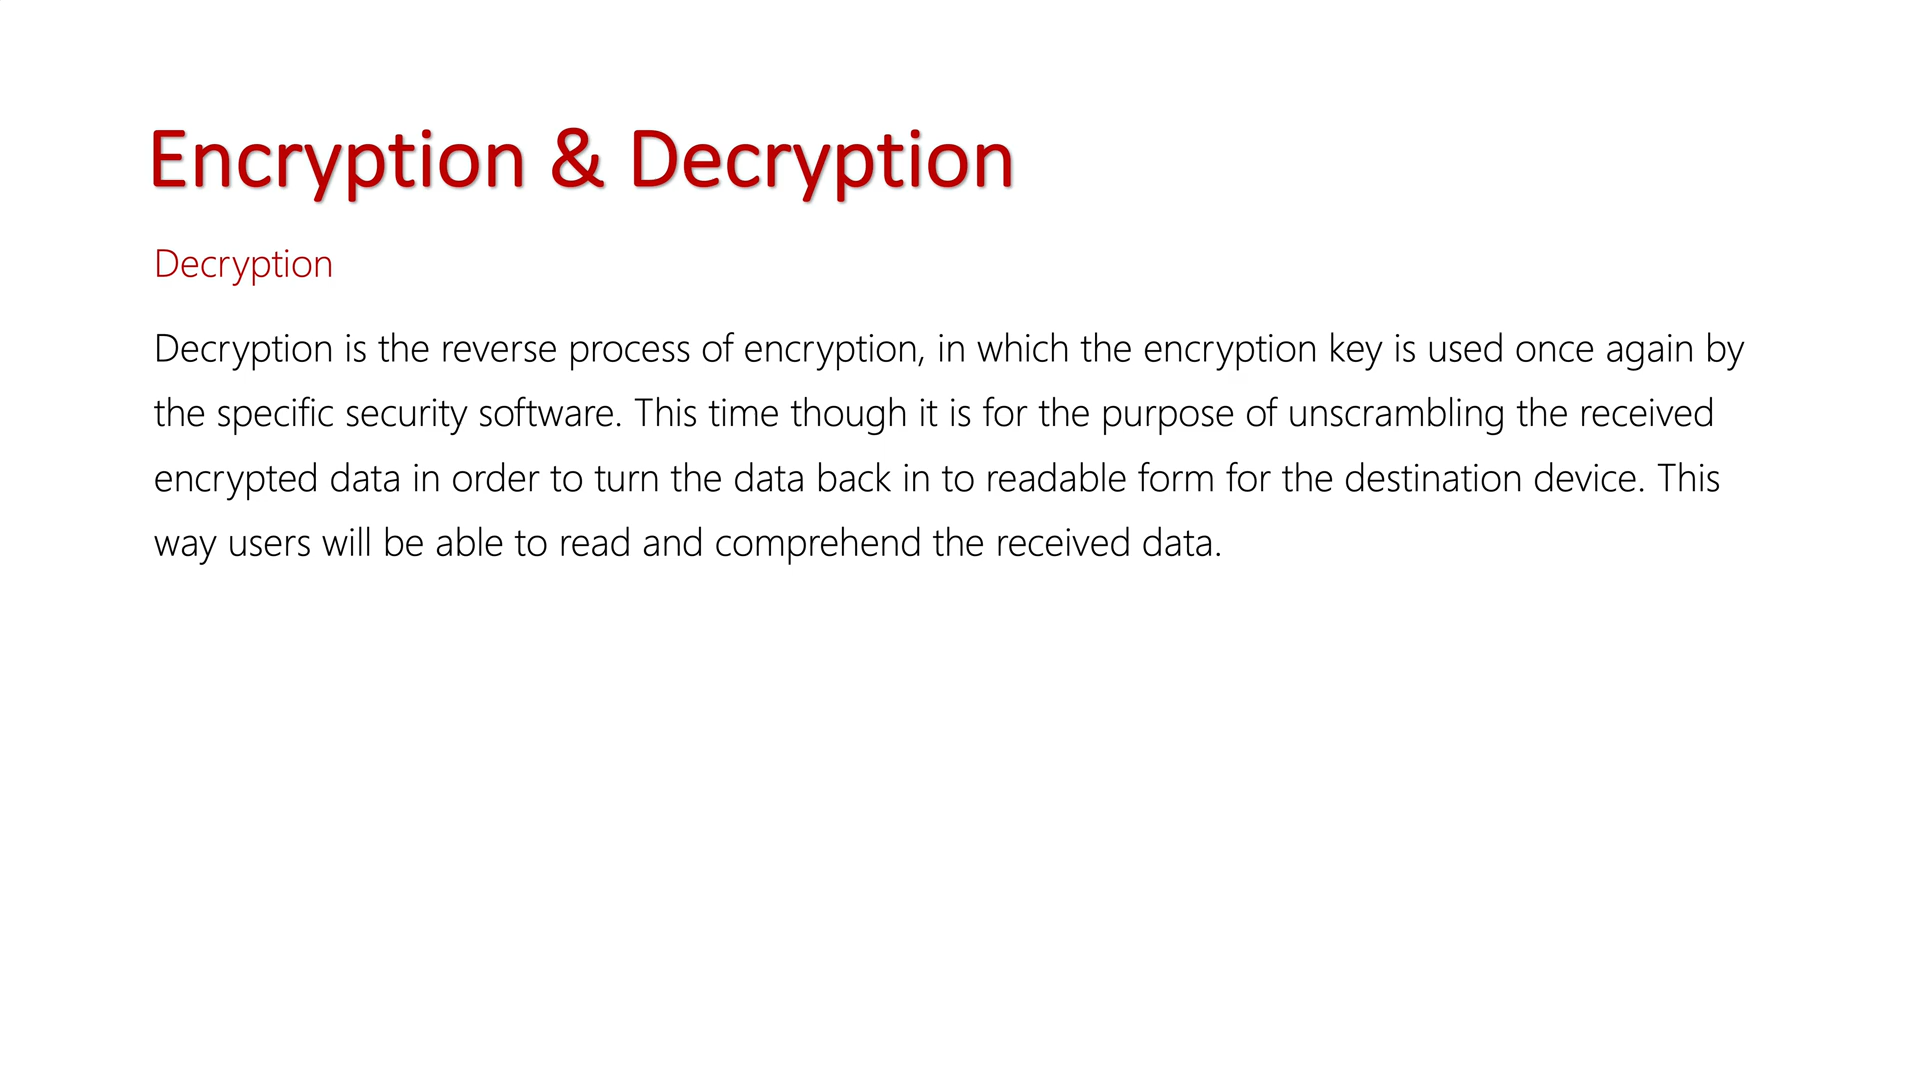 Encryption & Decryption
Decryption
Decryption is the reverse process of encryption, in which the encryption key is used once again by
the specific security software. This time though it is for the purpose of unscrambling the received
encrypted data in order to turn the data back in to readable form for the destination device. This
way users will be able to read and comprehend the received data.